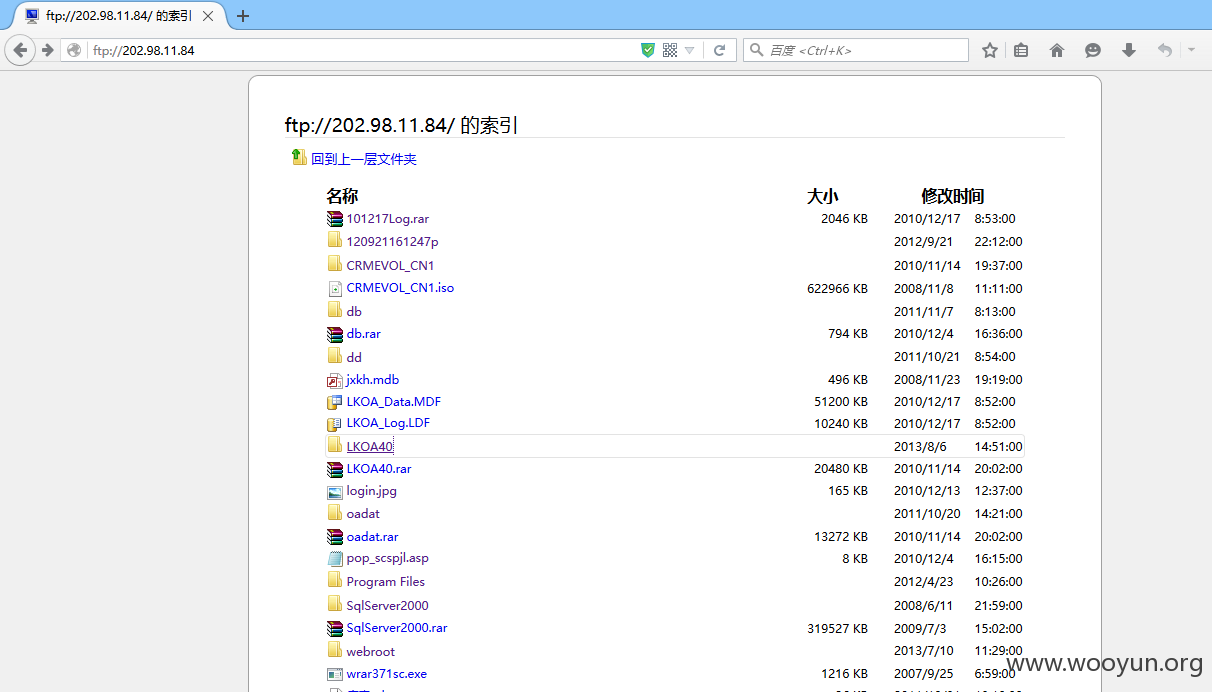 ftp://202.98.11.84/ 的索引
ftp://202.98.11.84
百度 <Ctrl+K>
ftp://202.98.11.84/ 的索引
回到上一层文件夹
名称 大小 修改时间
101217Log.rar 2046 KB 2010/12/17 8:53:00
120921161247p 2012/9/21 22:12:00
CRMEVOL_CN1 2010/11/14 19:37:00
CRMEVOL_CN1.iso 622966 KB 2008/11/8 11:11:00
db 2011/11/7 8:13:00
db.rar 794 KB 2010/12/4 16:36:00
dd 2011/10/21 8:54:00
jxkh.mdb 496 KB 2008/11/23 19:19:00
LKOA_Data.MDF 51200 KB 2010/12/17 8:52:00
LKOA_Log.LDF 10240 KB 2010/12/17 8:52:00
LKOA40 2013/8/6 14:51:00
LKOA40.rar 20480 KB 2010/11/14 20:02:00
login.jpg 165 KB 2010/12/13 12:37:00
oadat 2011/10/20 14:21:00
oadat.rar 13272 KB 2010/11/14 20:02:00
pop_scspjl.asp 8 KB 2010/12/4 16:15:00
Program Files 2012/4/23 10:26:00
SqlServer2000 2008/6/11 21:59:00
SqlServer2000.rar 319527 KB 2009/7/3 15:02:00
webroot 2013/7/10 11:29:00
wrar371sc.exe 1216 KB 2007/9/25 6:59:00
www.wooyun.org